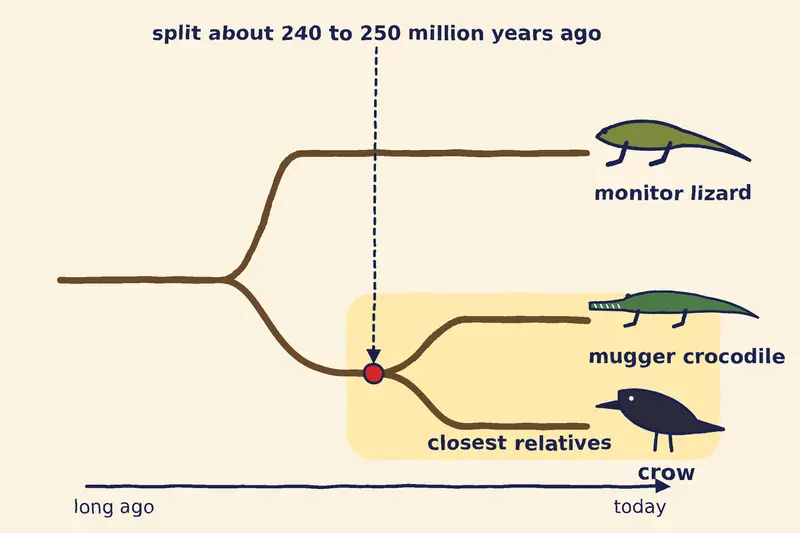 split about 240 to 250 million years ago
monitor lizard
mugger crocodile
closest relatives
crow
long ago
today